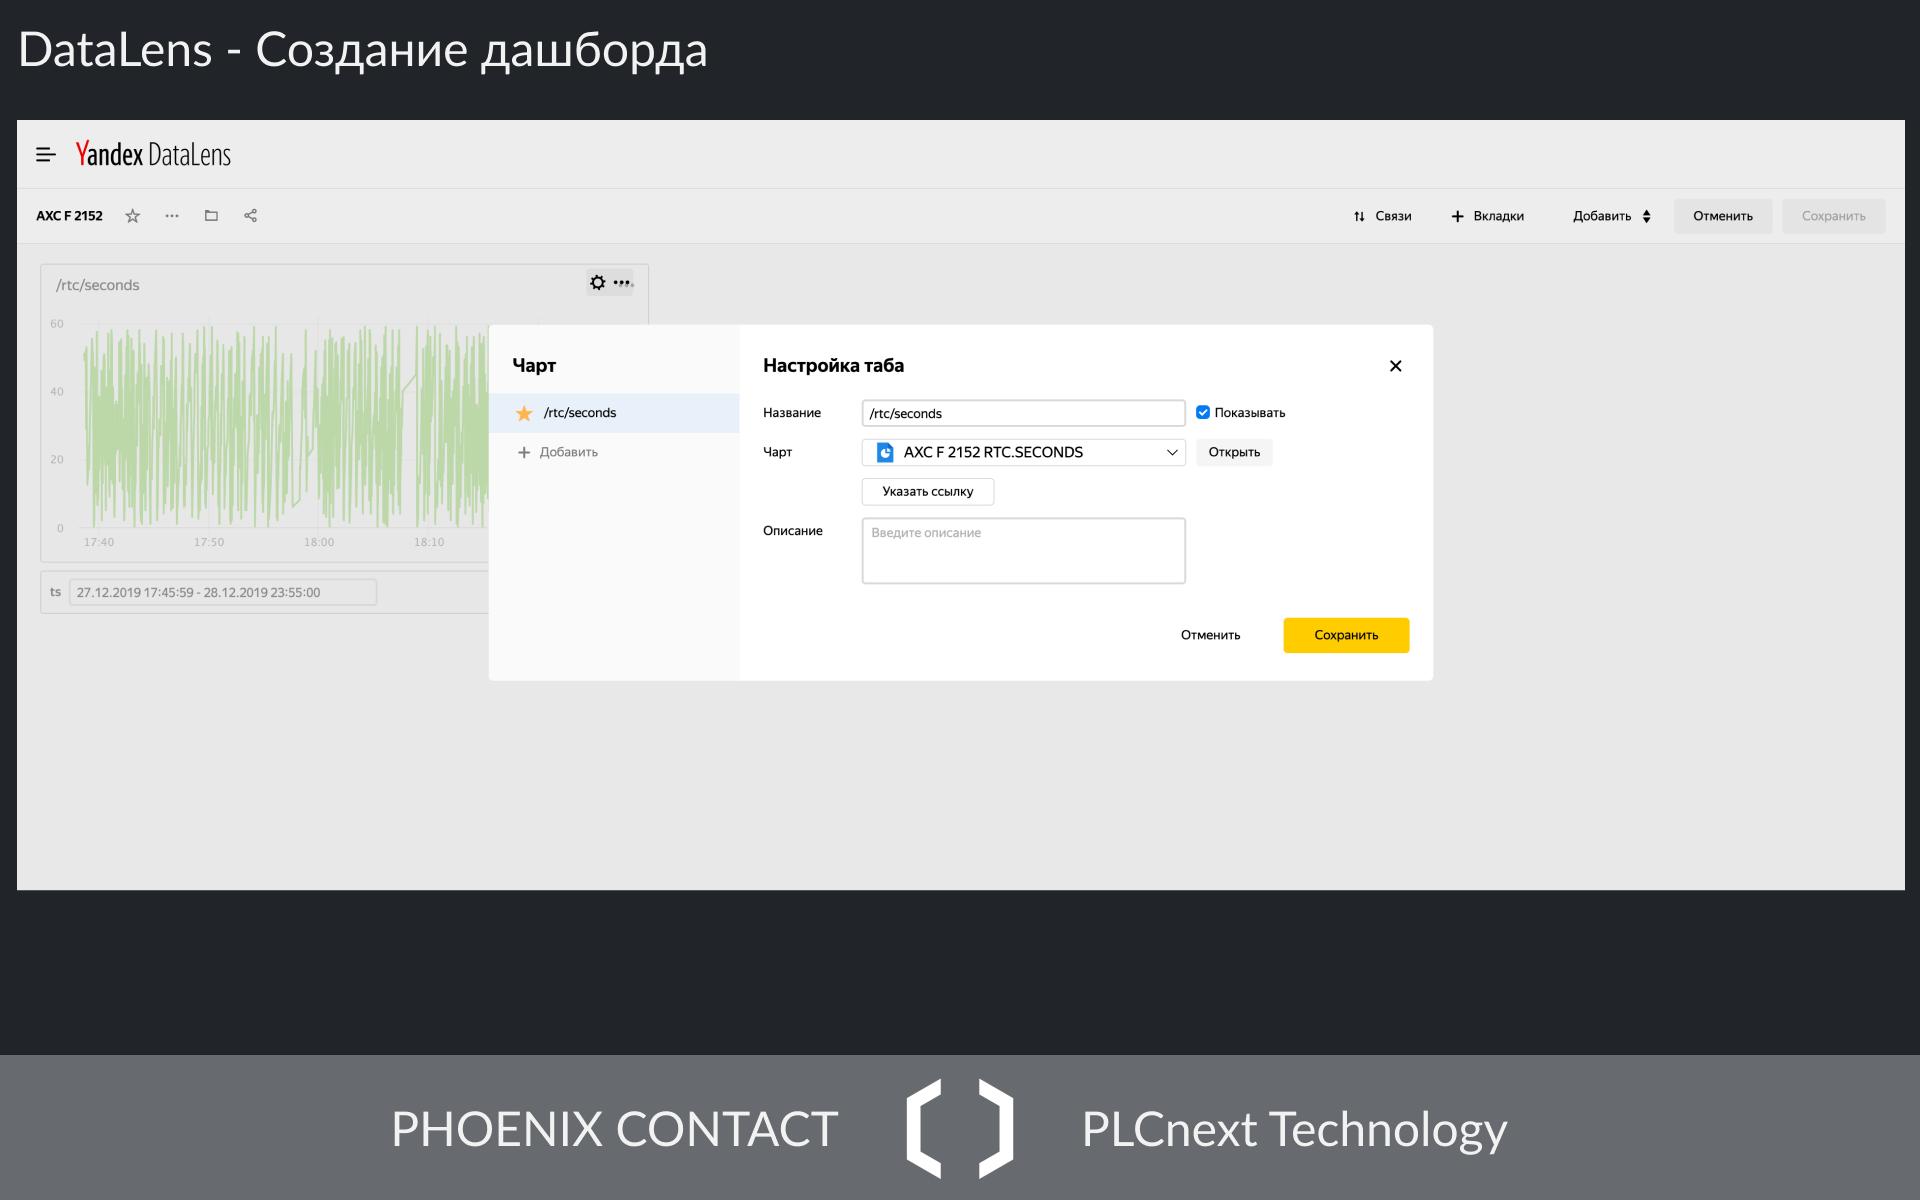 DataLens - Создание дашборда
Yandex DataLens
AXC F 2152
Связи
Вкладки
Добавить
Отменить
Сохранить
/rtc/seconds
60
40
20
0
17:40
17:50
18:00
18:10
ts
27.12.2019 17:45:59 - 28.12.2019 23:55:00
Чарт
/rtc/seconds
Добавить
Настройка таба
Название
/rtc/seconds
Показывать
Чарт
AXC F 2152 RTC.SECONDS
Открыть
Указать ссылку
Описание
Введите описание
Отменить
Сохранить
PHOENIX CONTACT
PLCnext Technology